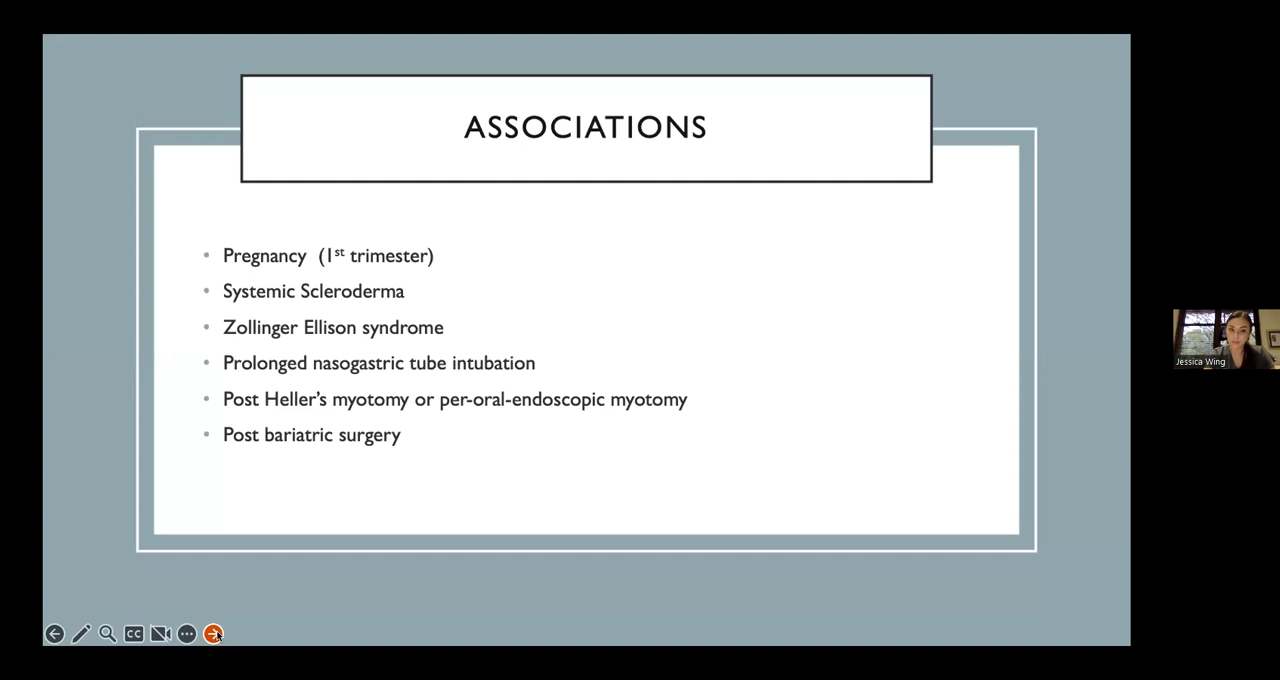 ASSOCIATIONS
• Pregnancy (1st trimester)
• Systemic Scleroderma
• Zollinger Ellison syndrome
• Prolonged nasogastric tube intubation
• Post Heller's myotomy or per-oral-endoscopic myotomy
• Post bariatric surgery
Jessica Wing
CC